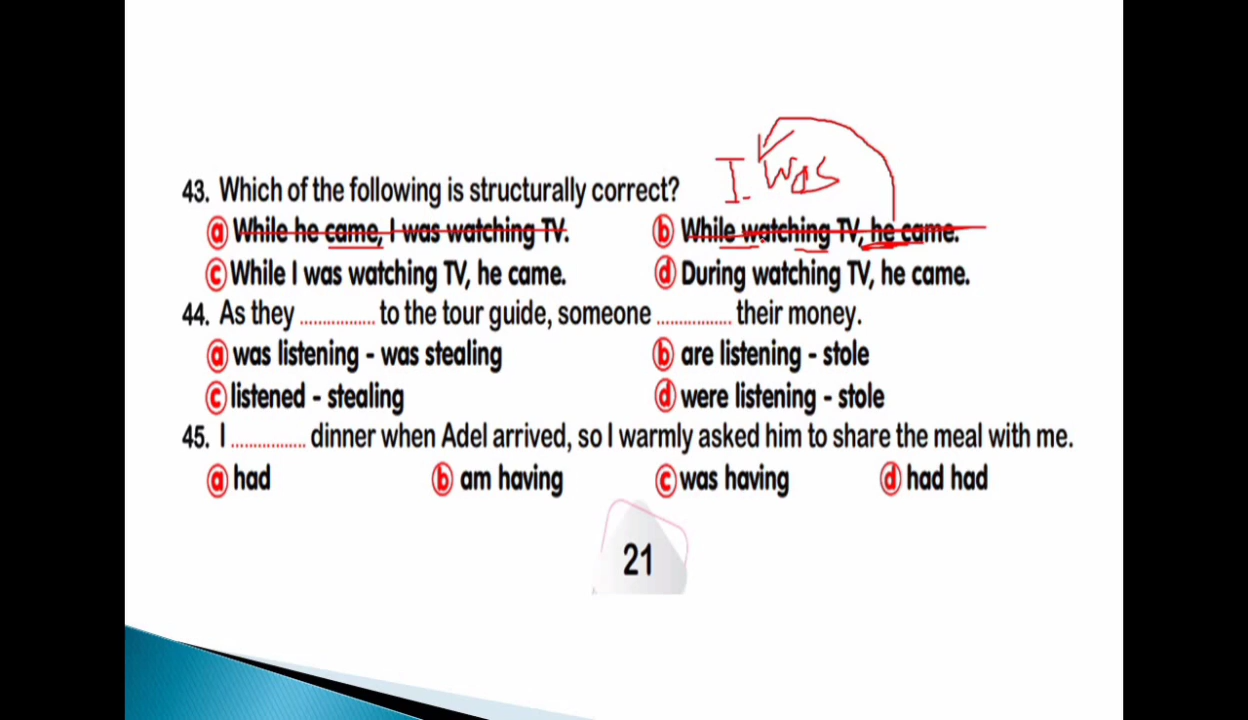 I was
43. Which of the following is structurally correct?
ⓐ While he came, I was watching TV. ⓑ While watching TV, he came.
ⓒ While I was watching TV, he came. ⓓ During watching TV, he came.
44. As they ................ to the tour guide, someone ................ their money.
ⓐ was listening - was stealing ⓑ are listening - stole
ⓒ listened - stealing ⓓ were listening - stole
45. I ................ dinner when Adel arrived, so I warmly asked him to share the meal with me.
ⓐ had ⓑ am having ⓒ was having ⓓ had had
21